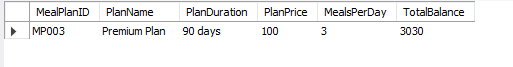 MealPlanID PlanName PlanDuration PlanPrice MealsPerDay TotalBalance
MP003 Premium Plan 90 days 100 3 3030